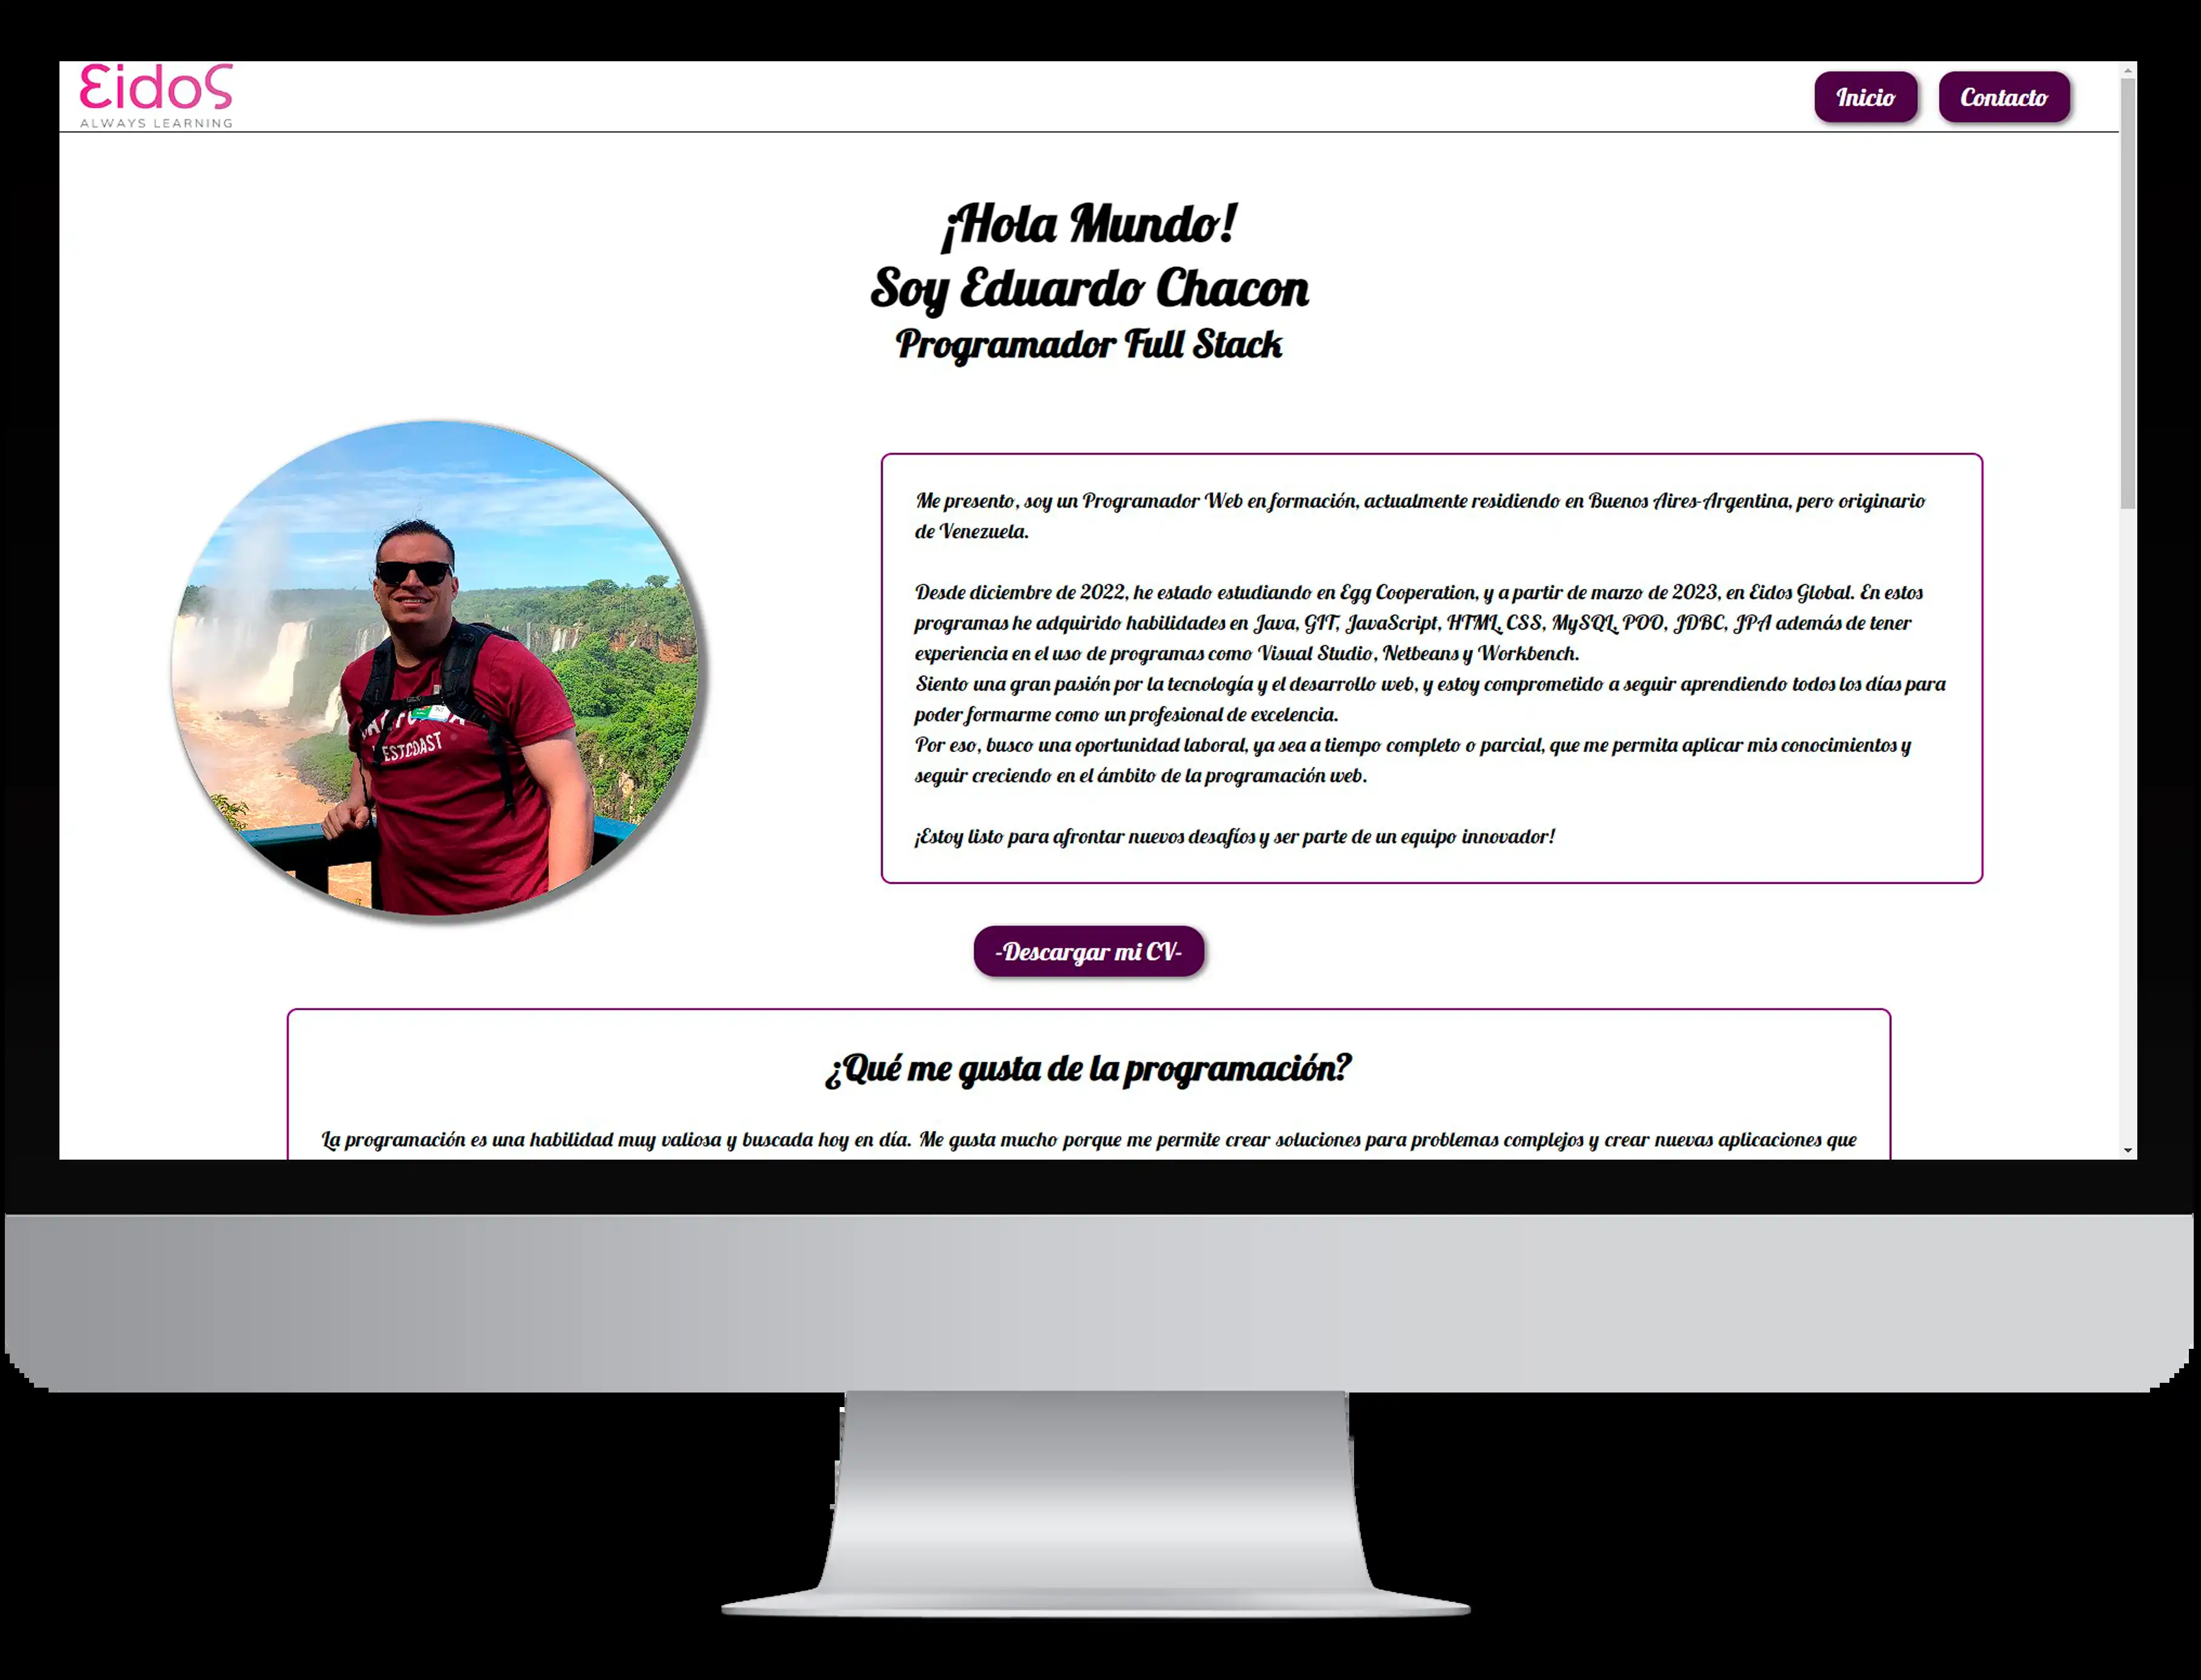 Eidos
ALWAYS LEARNING
Inicio
Contacto
¡Hola Mundo!
Soy Eduardo Chacon
Programador Full Stack
Me presento, soy un Programador Web en formación, actualmente residiendo en Buenos Aires-Argentina, pero originario
de Venezuela.
Desde diciembre de 2022, he estado estudiando en Egg Cooperation, y a partir de marzo de 2023, en Eidos Global. En estos
programas he adquirido habilidades en Java, GIT, JavaScript, HTML, CSS, MySQL, POO, JDBC, JPA además de tener
experiencia en el uso de programas como Visual Studio, Netbeans y Workbench.
Siento una gran pasión por la tecnología y el desarrollo web, y estoy comprometido a seguir aprendiendo todos los días para
poder formarme como un profesional de excelencia.
Por eso, busco una oportunidad laboral, ya sea a tiempo completo o parcial, que me permita aplicar mis conocimientos y
seguir creciendo en el ámbito de la programación web.
¡Estoy listo para afrontar nuevos desafíos y ser parte de un equipo innovador!
-Descargar mi CV-
¿Qué me gusta de la programación?
La programación es una habilidad muy valiosa y buscada hoy en día. Me gusta mucho porque me permite crear soluciones para problemas complejos y crear nuevas aplicaciones que